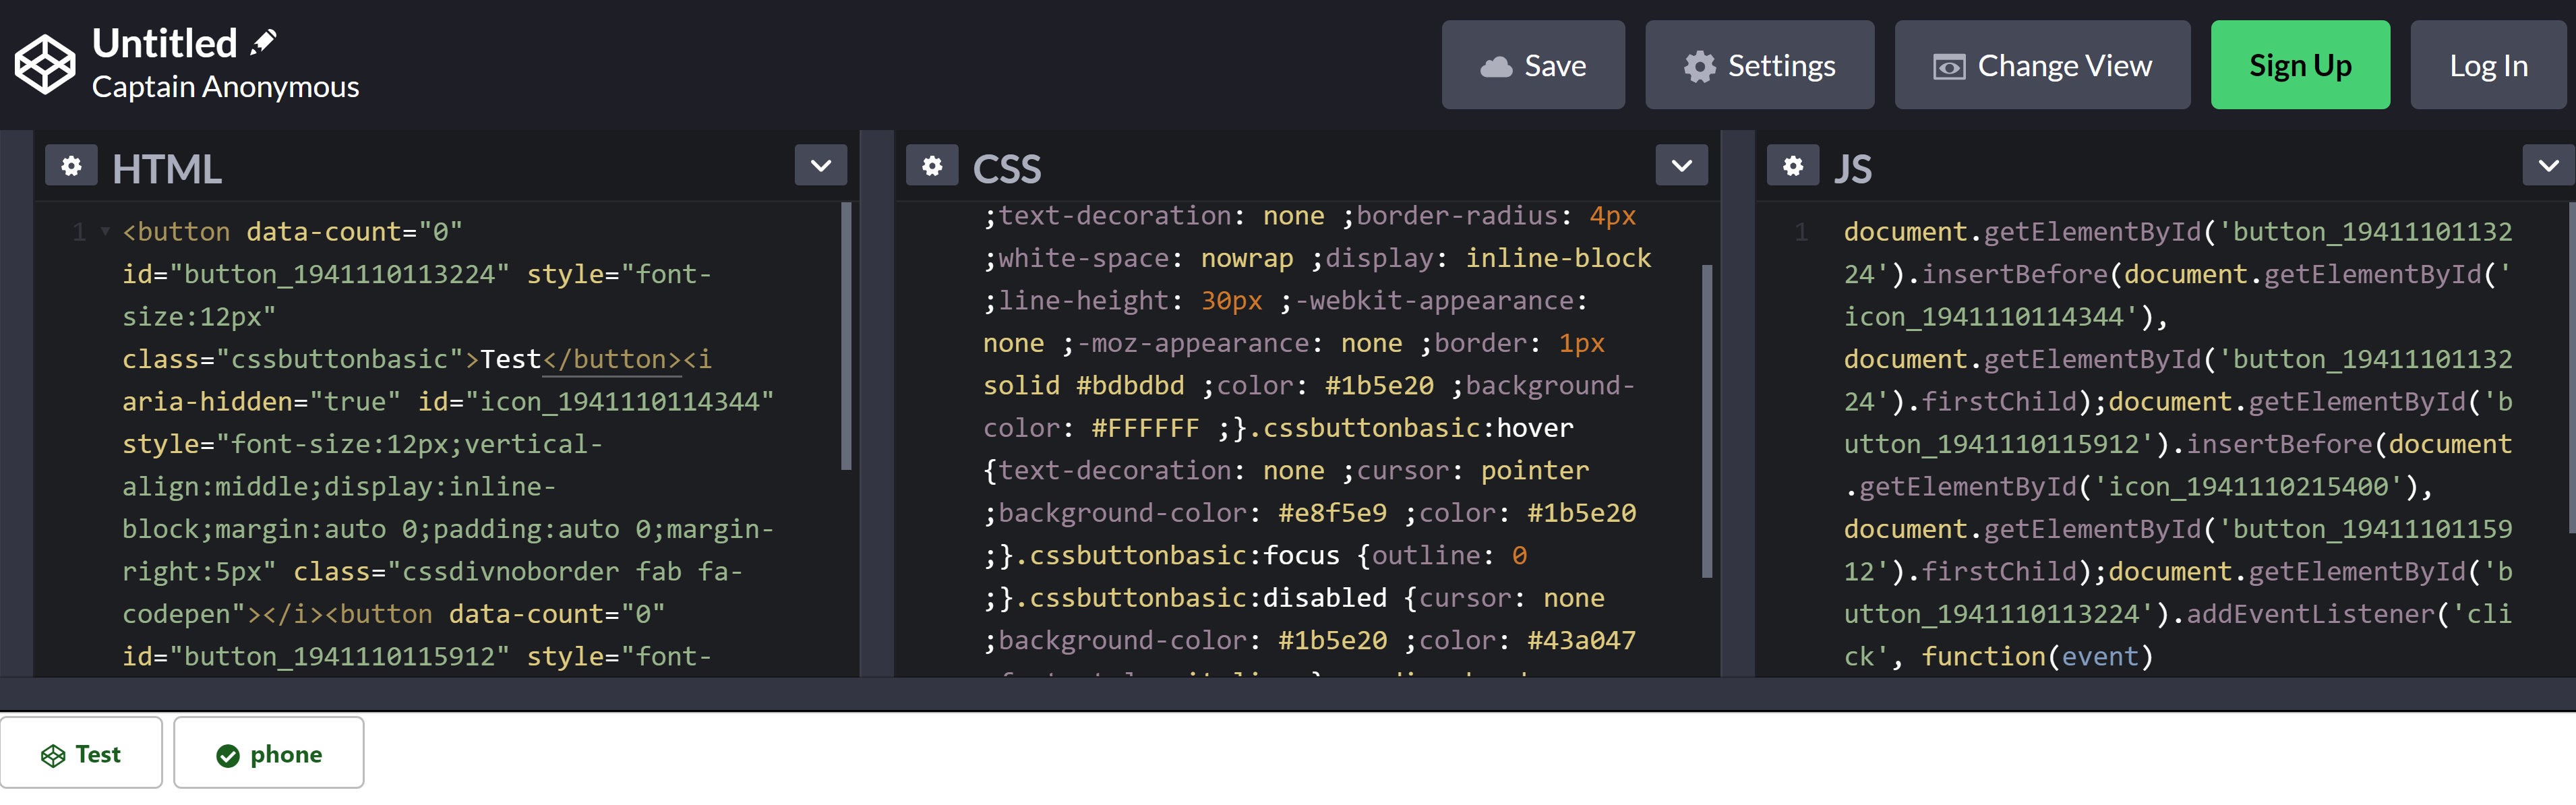 Untitled
Captain Anonymous
Save
Settings
Change View
Sign Up
Log In
HTML
1
<button data-count="0"
id="button_1941110113224" style="font-
size:12px"
class="cssbuttonbasic">Test</button><i
aria-hidden="true" id="icon_1941110114344"
style="font-size:12px;vertical-
align:middle;display:inline-
block;margin:auto 0;padding:auto 0;margin-
right:5px" class="cssdivnoborder fab fa-
codepen"></i><button data-count="0"
id="button_1941110115912" style="font-
CSS
;text-decoration: none ;border-radius: 4px
;white-space: nowrap ;display: inline-block
;line-height: 30px ;-webkit-appearance:
none ;-moz-appearance: none ;border: 1px
solid #bdbdbd ;color: #1b5e20 ;background-
color: #FFFFFF ;}.cssbuttonbasic:hover
{text-decoration: none ;cursor: pointer
;background-color: #e8f5e9 ;color: #1b5e20
;}.cssbuttonbasic:focus {outline: 0
;}.cssbuttonbasic:disabled {cursor: none
;background-color: #1b5e20 ;color: #43a047
JS
1
document.getElementById('button_19411101132
24').insertBefore(document.getElementById('
icon_1941110114344'),
document.getElementById('button_19411101132
24').firstChild);document.getElementById('b
utton_1941110115912').insertBefore(document
.getElementById('icon_1941110215400'),
document.getElementById('button_19411101159
12').firstChild);document.getElementById('b
utton_1941110113224').addEventListener('cli
ck', function(event)
Test
phone